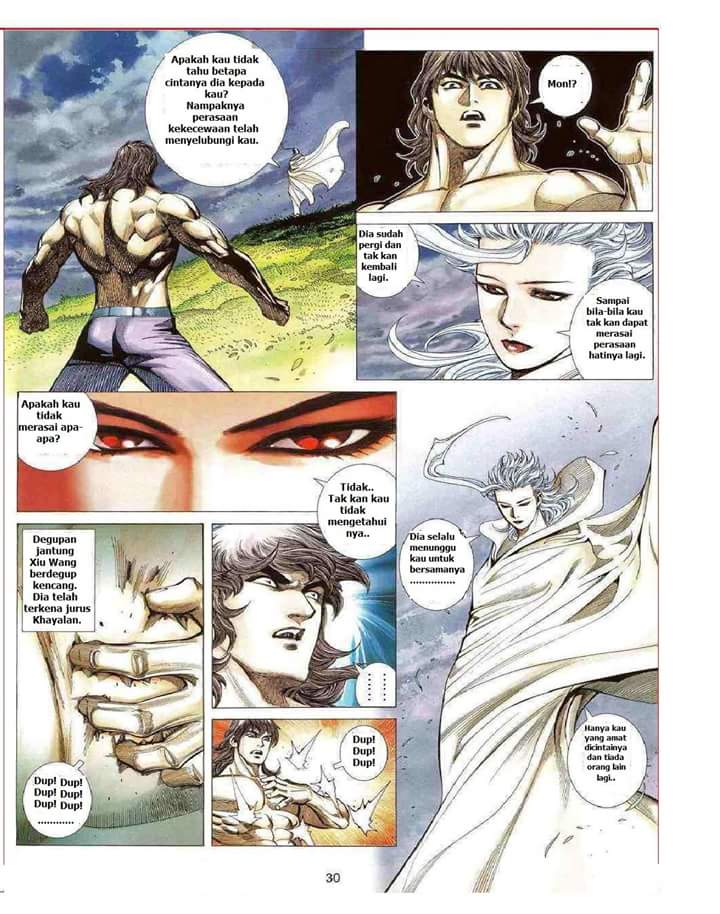 Apakah kau tidak
tahu betapa
cintanya dia kepada
kau?
Nampaknya
perasaan
kekecewaan telah
menyelubungi kau.
Mon!?
Dia sudah
pergi dan
tak kan
kembali
lagi.
Sampai
bila-bila kau
tak kan dapat
merasai
perasaan
hatinya lagi.
Apakah kau
tidak
merasai apa-
apa?
Tidak..
Tak kan kau
tidak
mengetahui
nya..
Dia selalu
menunggu
kau untuk
bersamanya
...............
Degupan
jantung
Xiu Wang
berdegup
kencang.
Dia telah
terkena jurus
Khayalan.
Dup! Dup!
Dup! Dup!
Dup! Dup!
............
Dup!
Dup!
Dup!
Hanya kau
yang amat
dicintainya
dan tiada
orang lain
lagi..
30